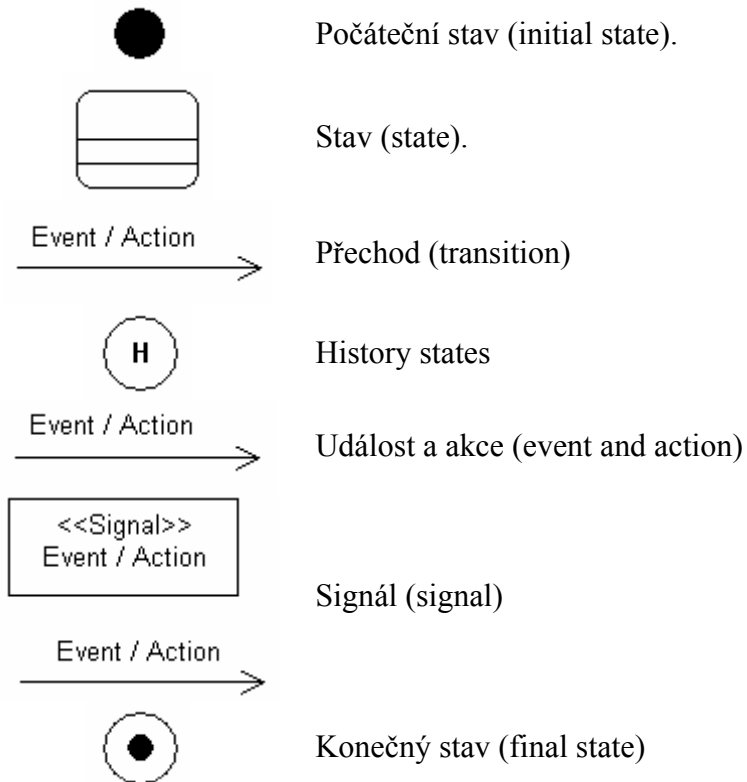 Počáteční stav (initial state).
Stav (state).
Event / Action
Přechod (transition)
H
History states
Event / Action
Událost a akce (event and action)
<<Signal>>
Event / Action
Signál (signal)
Event / Action
Konečný stav (final state)